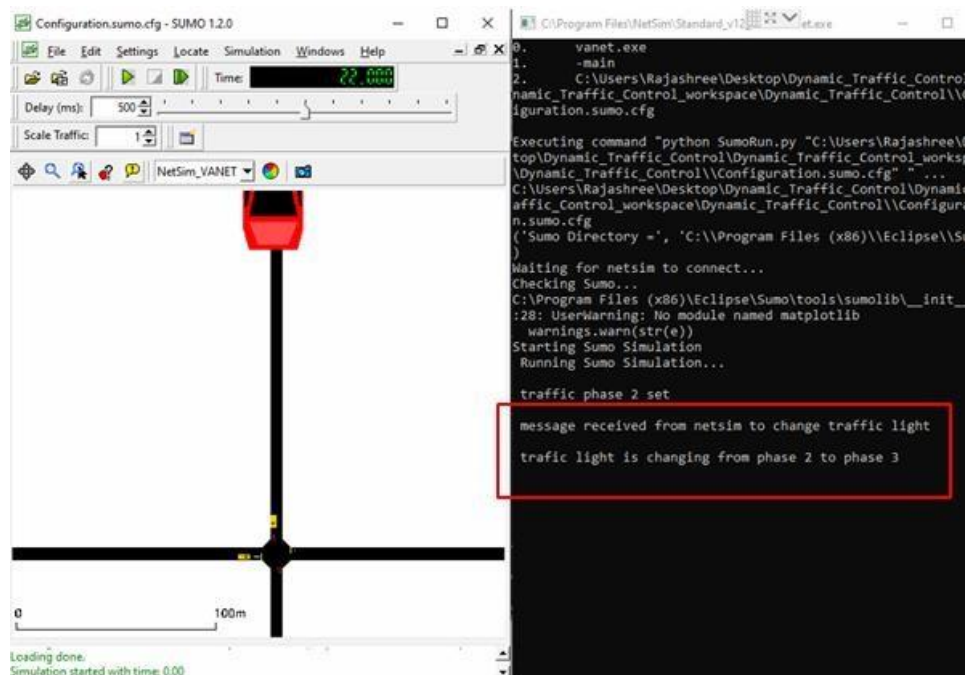 Configuration.sumo.cfg - SUMO 1.2.0
File Edit Settings Locate Simulation Windows Help
Time: 22.000
Delay (ms): 500
Scale Traffic: 1
NetSim_VANET
0 100m
Loading done.
Simulation started with time: 0.00
C:\Program Files\NetSim\Standard_v12 et.exe
0. vanet.exe
1. -main
2. C:\Users\Rajashree\Desktop\Dynamic_Traffic_Control
namic_Traffic_Control_workspace\Dynamic_Traffic_Control\\C
iguration.sumo.cfg
Executing command "python SumoRun.py "C:\Users\Rajashree\D
top\Dynamic_Traffic_Control\Dynamic_Traffic_Control_worksp
\Dynamic_Traffic_Control\\Configuration.sumo.cfg" " ...
C:\Users\Rajashree\Desktop\Dynamic_Traffic_Control\Dynamic
affic_Control_workspace\Dynamic_Traffic_Control\\Configura
n.sumo.cfg
('Sumo Directory =', 'C:\\Program Files (x86)\\Eclipse\\Su
)
Waiting for netsim to connect...
Checking Sumo...
C:\Program Files (x86)\Eclipse\Sumo\tools\sumolib\__init__
:28: UserWarning: No module named matplotlib
warnings.warn(str(e))
Starting Sumo Simulation
Running Sumo Simulation...
traffic phase 2 set
message received from netsim to change traffic light
trafic light is changing from phase 2 to phase 3